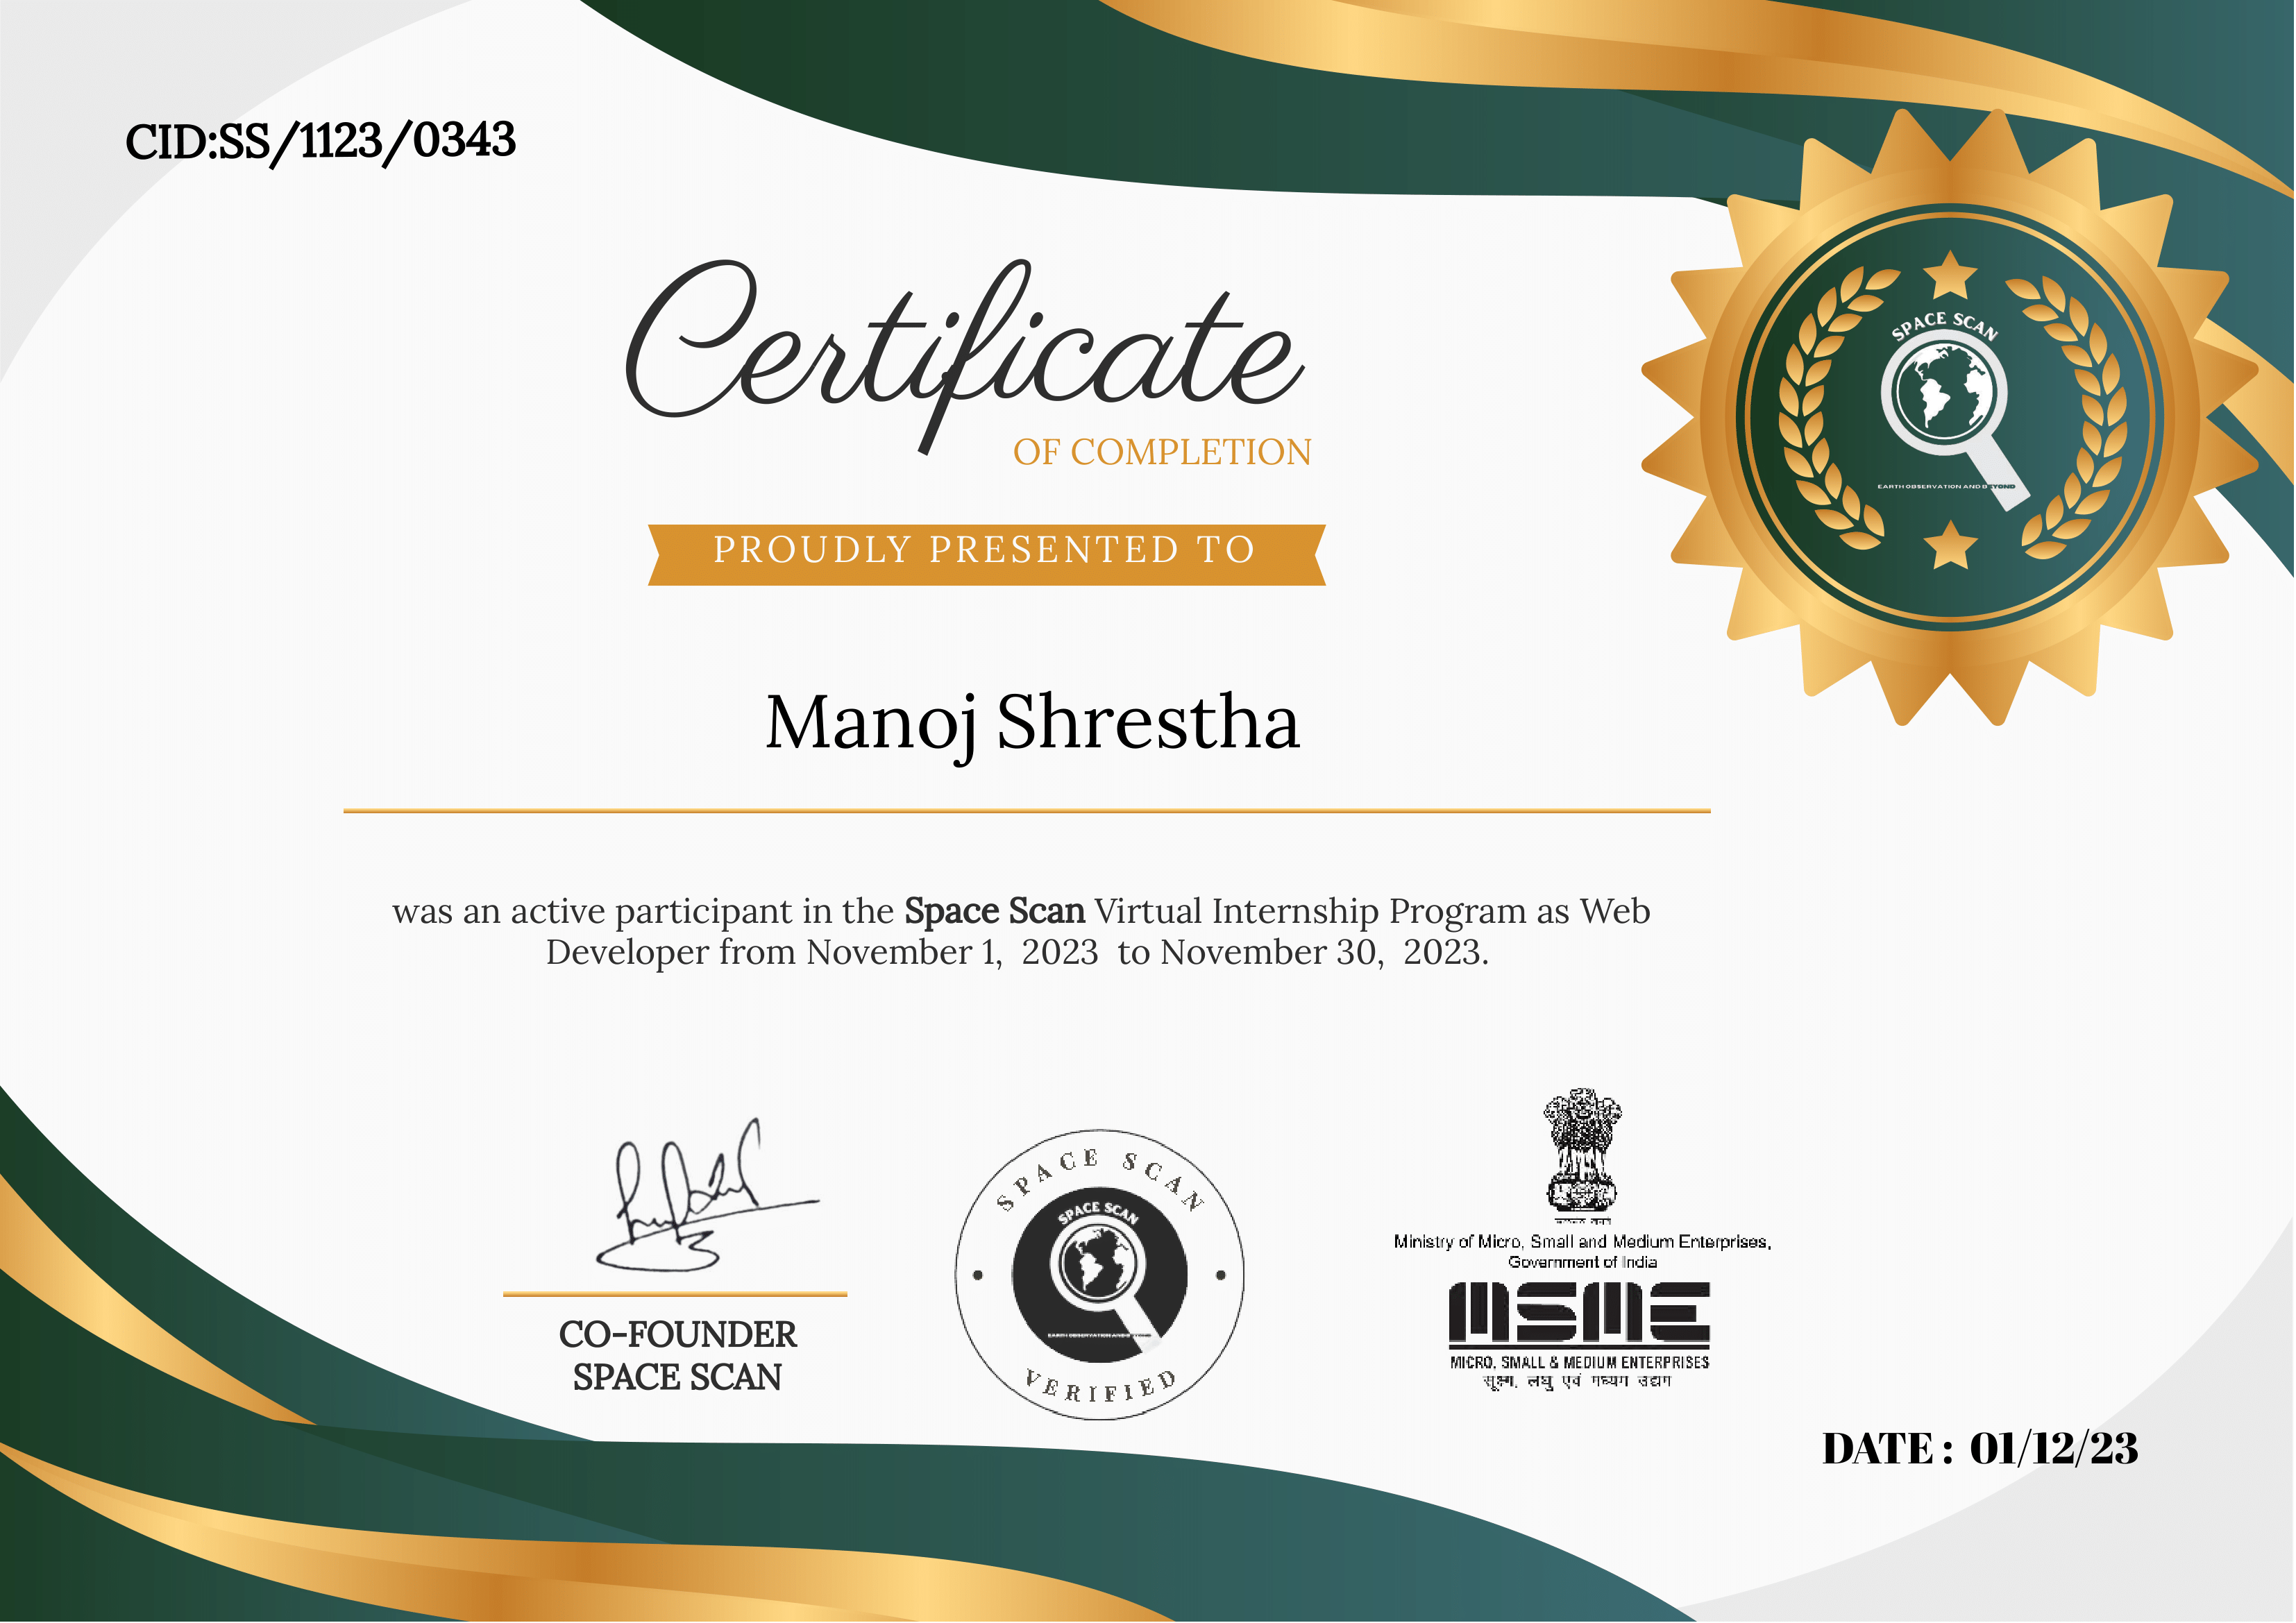 CID:SS/1123/0343
Certificate
OF COMPLETION
PROUDLY PRESENTED TO
SPACE SCAN
EARTH OBSERVATION AND BEYOND
Manoj Shrestha
was an active participant in the Space Scan Virtual Internship Program as Web
Developer from November 1, 2023 to November 30, 2023.
CO-FOUNDER
SPACE SCAN
SPACE SCAN
SPACE SCAN
EARTH OBSERVATION AND BEYOND
VERIFIED
Ministry of Micro, Small and Medium Enterprises,
Government of India
MSME
MICRO, SMALL & MEDIUM ENTERPRISES
सूक्ष्म, लघु एवं मध्यम उद्यम
DATE : 01/12/23